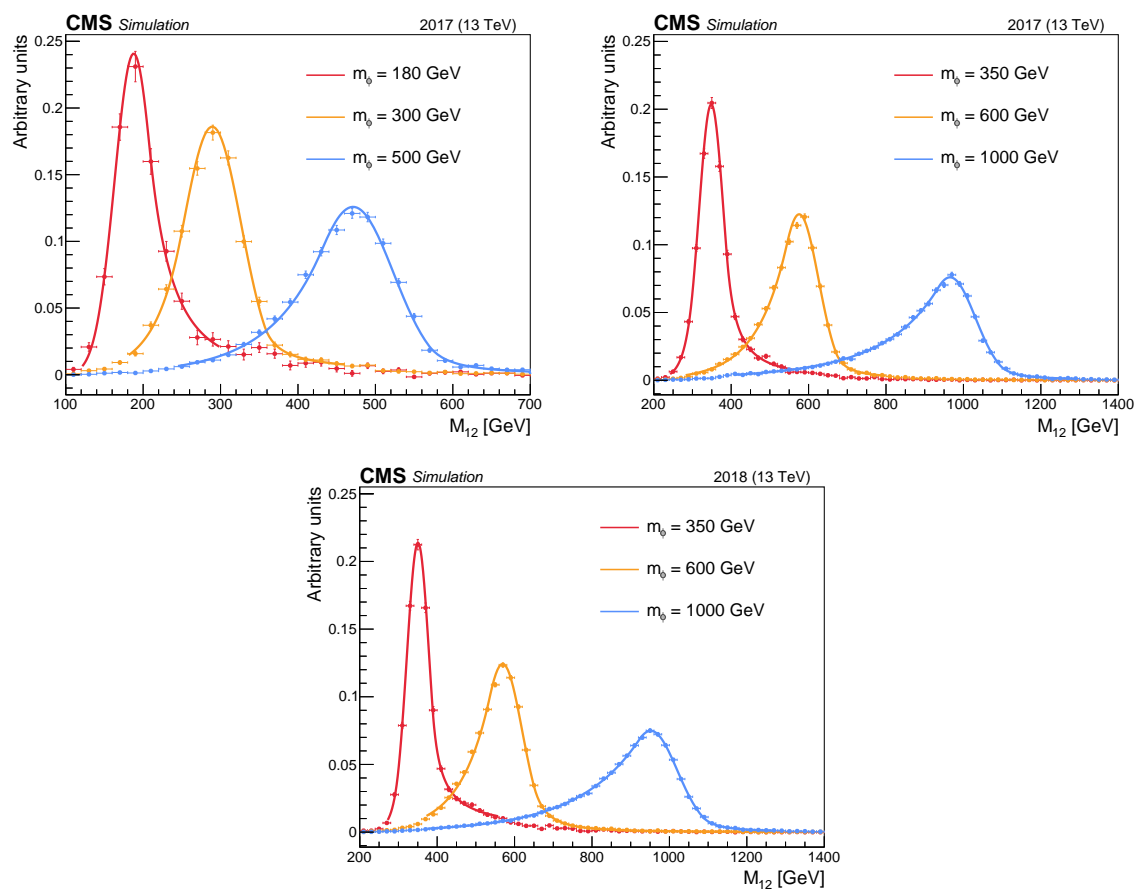 CMS Simulation 2017 (13 TeV)
Arbitrary units
0.25
0.2
0.15
0.1
0.05
0
m_ϕ = 180 GeV
m_ϕ = 300 GeV
m_ϕ = 500 GeV
100 200 300 400 500 600 700
M_12 [GeV]
CMS Simulation 2017 (13 TeV)
Arbitrary units
0.25
0.2
0.15
0.1
0.05
0
m_ϕ = 350 GeV
m_ϕ = 600 GeV
m_ϕ = 1000 GeV
200 400 600 800 1000 1200 1400
M_12 [GeV]
CMS Simulation 2018 (13 TeV)
Arbitrary units
0.25
0.2
0.15
0.1
0.05
0
m_ϕ = 350 GeV
m_ϕ = 600 GeV
m_ϕ = 1000 GeV
200 400 600 800 1000 1200 1400
M_12 [GeV]